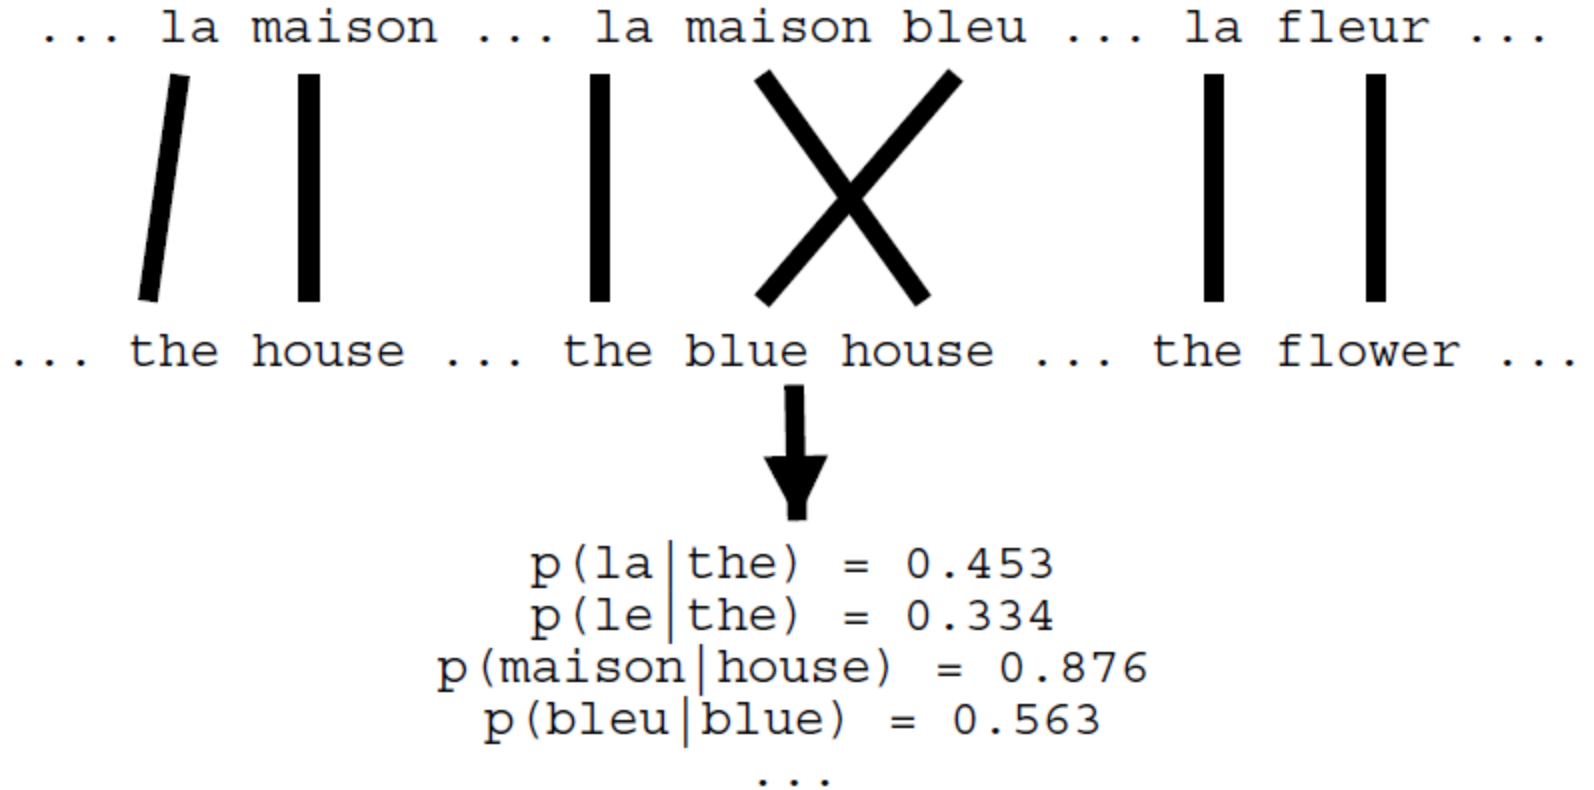 ... la maison ... la maison bleu ... la fleur ...
... the house ... the blue house ... the flower ...
p(la|the) = 0.453
p(le|the) = 0.334
p(maison|house) = 0.876
p(bleu|blue) = 0.563
...